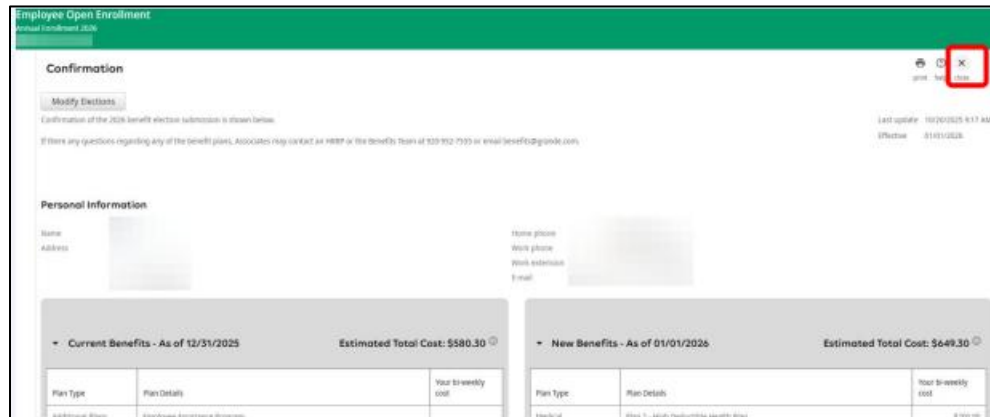 Employee Open Enrollment
Annual Enrollment 2026
Confirmation
print help close
Modify Elections
Confirmation of the 2026 benefit election submission is shown below.
Last update 10/20/2025 9:17 AM
If there any questions regarding any of the benefit plans, Associates may contact an HRBP or the Benefits Team at 920-952-7535 or email benefits@grande.com.
Effective 01/01/2026
Personal Information
Name
Home phone
Address
Work phone
Work extension
E-mail
Current Benefits - As of 12/31/2025 Estimated Total Cost: $580.30
New Benefits - As of 01/01/2026 Estimated Total Cost: $649.30
Plan Type Plan Details Your bi-weekly cost
Plan Type Plan Details Your bi-weekly cost
Additional Plans Employee Assistance Program
Medical Plan 2 - High Deductible Health Plan